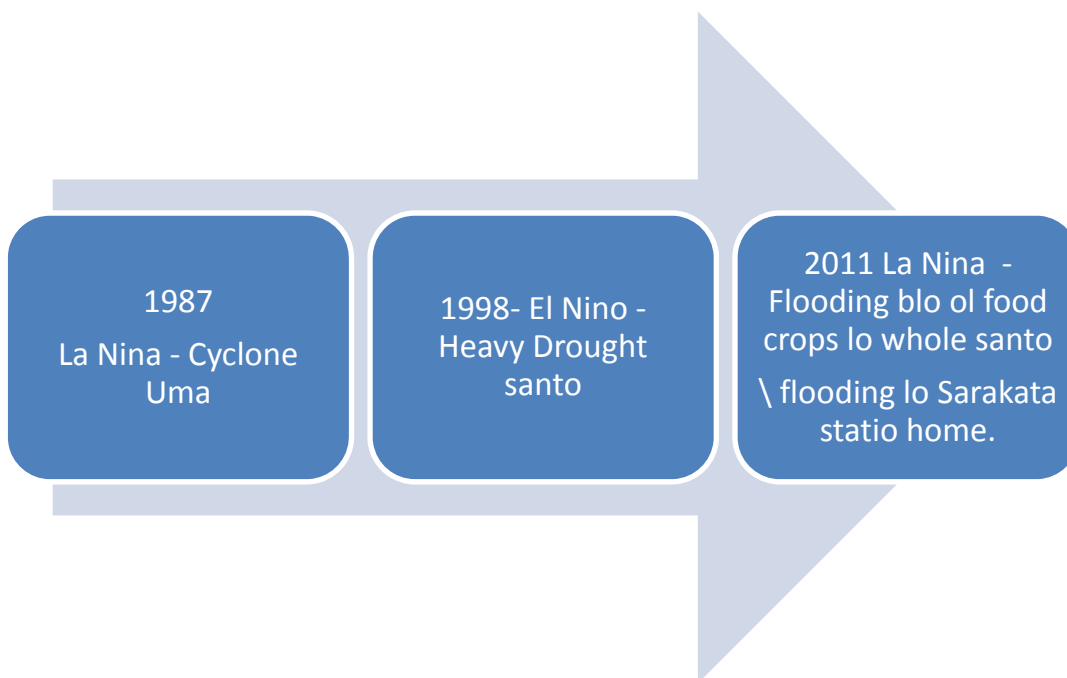 1987
La Nina - Cyclone
Uma
1998- El Nino -
Heavy Drought
santo
2011 La Nina  -
Flooding blo ol food
crops lo whole santo
\ flooding lo Sarakata
statio home.